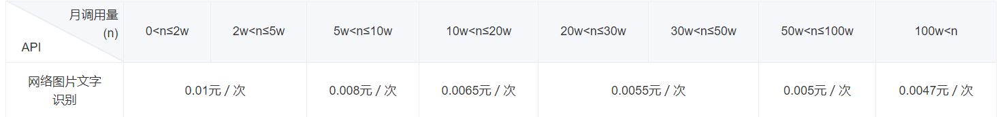 月调用量
(n)
API
0<n≤2w
2w<n≤5w
5w<n≤10w
10w<n≤20w
20w<n≤30w
30w<n≤50w
50w<n≤100w
100w<n
网络图片文字
识别
0.01元 / 次
0.008元 / 次
0.0065元 / 次
0.0055元 / 次
0.005元 / 次
0.0047元 / 次